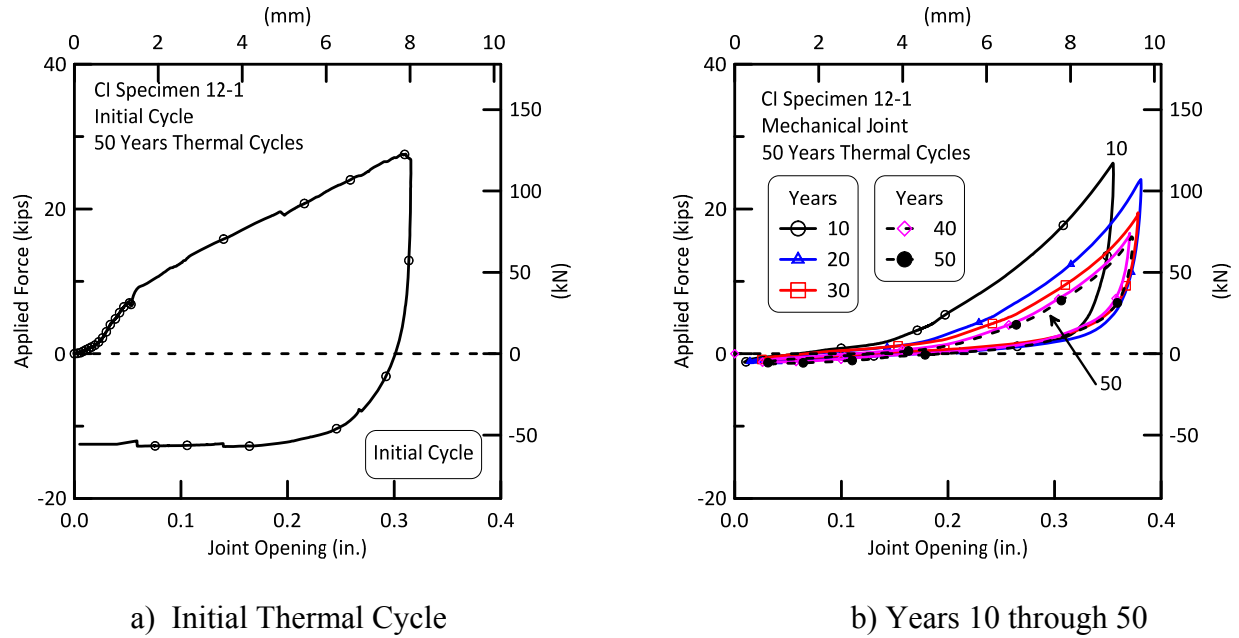 (mm)
0 2 4 6 8 10
40
20
0
-20
Applied Force (kips)
CI Specimen 12-1
Initial Cycle
50 Years Thermal Cycles
Initial Cycle
150
100
50
0
-50
(kN)
0.0 0.1 0.2 0.3 0.4
Joint Opening (in.)
a) Initial Thermal Cycle
(mm)
0 2 4 6 8 10
40
20
0
-20
Applied Force (kips)
CI Specimen 12-1
Mechanical Joint
50 Years Thermal Cycles
Years
10
20
30
Years
40
50
10
50
150
100
50
0
-50
(kN)
0.0 0.1 0.2 0.3 0.4
Joint Opening (in.)
b) Years 10 through 50